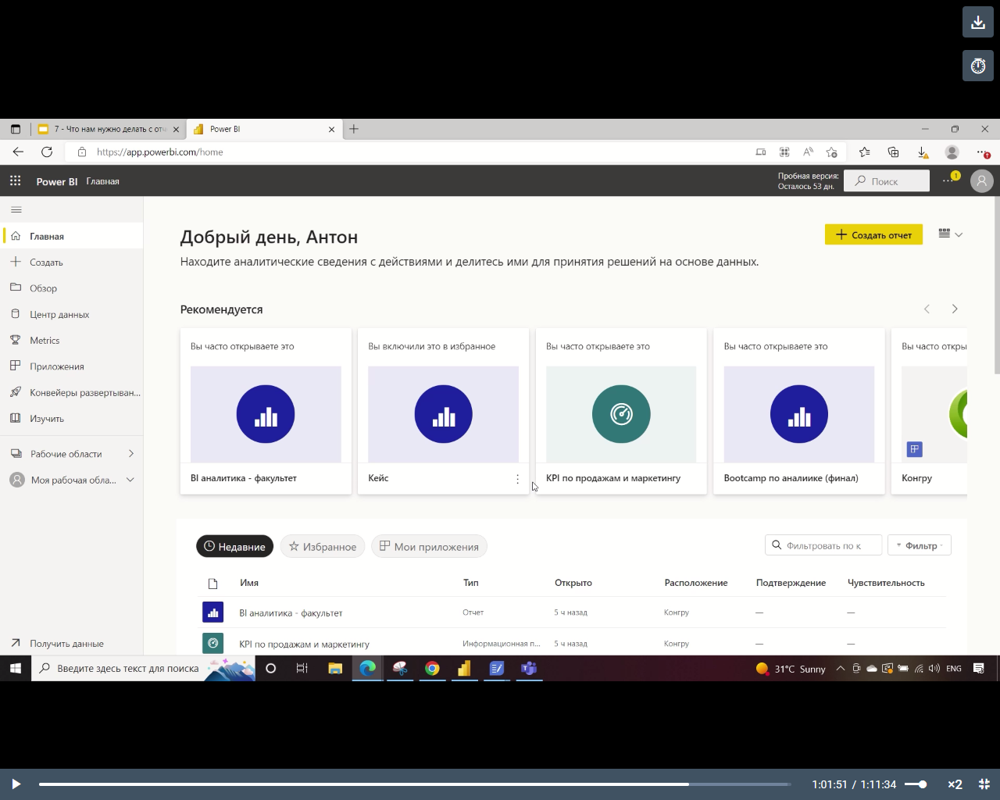 7 - Что нам нужно делать с отч
Power BI
https://app.powerbi.com/home
Power BI Главная
Пробная версия:
Осталось 53 дн.
Поиск
1
Главная
Создать
Обзор
Центр данных
Metrics
Приложения
Конвейеры развертыван...
Изучить
Рабочие области
Моя рабочая обла...
Получить данные
Добрый день, Антон
Создать отчет
Находите аналитические сведения с действиями и делитесь ими для принятия решений на основе данных.
Рекомендуется
Вы часто открываете это
BI аналитика - факультет
Вы включили это в избранное
Кейс
Вы часто открываете это
KPI по продажам и маркетингу
Вы часто открываете это
Bootcamp по аналиике (финал)
Вы часто откры
Конгру
Недавние
Избранное
Мои приложения
Фильтровать по к
Фильтр
Имя Тип Открыто Расположение Подтверждение Чувствительность
BI аналитика - факультет Отчет 5 ч назад Конгру — —
KPI по продажам и маркетингу Информационная п... 5 ч назад Конгру — —
Введите здесь текст для поиска
31°C Sunny
ENG
1:01:51 / 1:11:34
×2